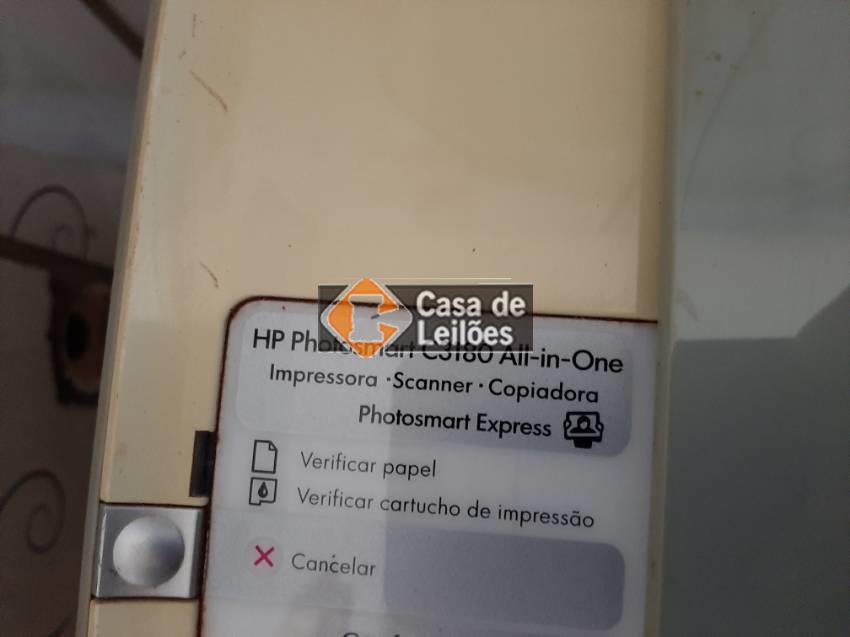 Casa de
Leilões
HP Photosmart C3180 All-in-One
Impressora · Scanner · Copiadora
Photosmart Express
Verificar papel
Verificar cartucho de impressão
Cancelar